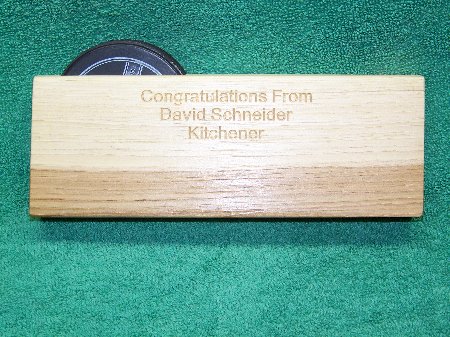 Congratulations From
David Schneider
Kitchener